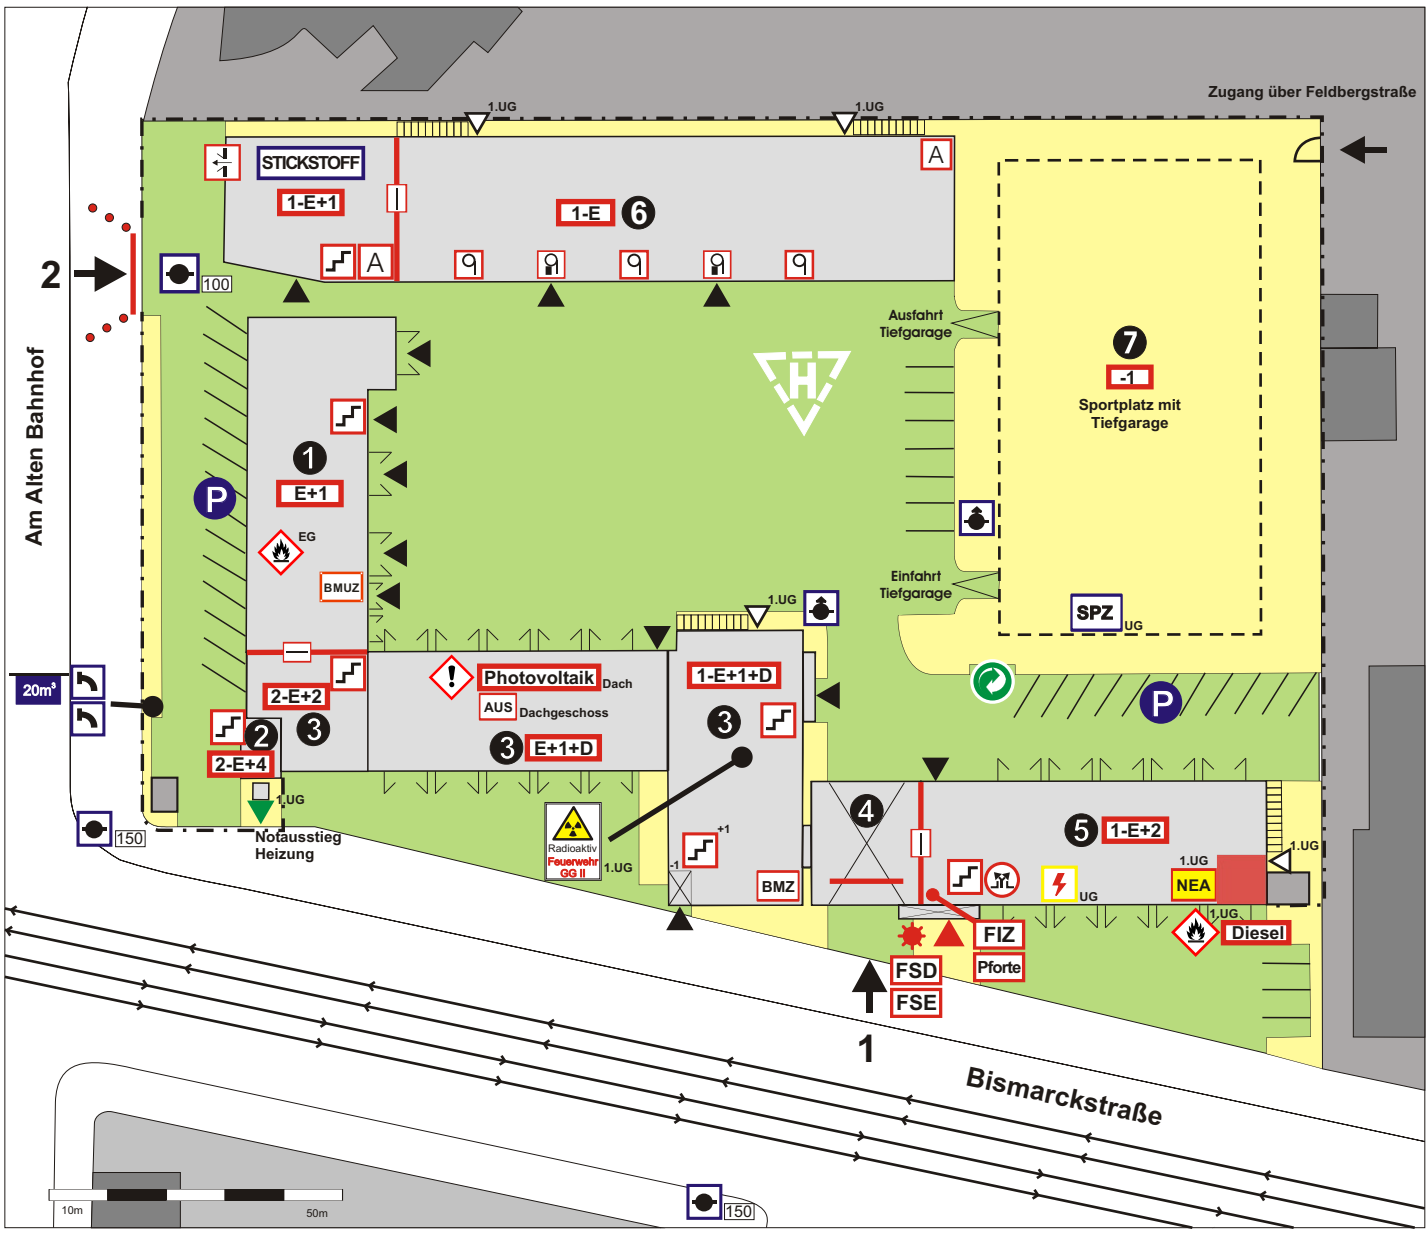 1.UG
1.UG
Zugang über Feldbergstraße
STICKSTOFF
A
1-E+1
1-E
6
A
2
100
Ausfahrt
Tiefgarage
H
7
-1
Sportplatz mit
Tiefgarage
Am Alten Bahnhof
1
E+1
P
EG
BMUZ
Einfahrt
Tiefgarage
SPZ
UG
1.UG
20m³
2-E+2
3
!
Photovoltaik
Dach
AUS
Dachgeschoss
3
E+1+D
1-E+1+D
3
P
2
2-E+4
1.UG
Notausstieg
Heizung
150
Radioaktiv
Feuerwehr
GG II
1.UG
+1
-1
BMZ
4
5
1-E+2
1.UG
1.UG
NEA
UG
1.UG
Diesel
FIZ
Pforte
FSD
FSE
1
Bismarckstraße
10m
50m
150